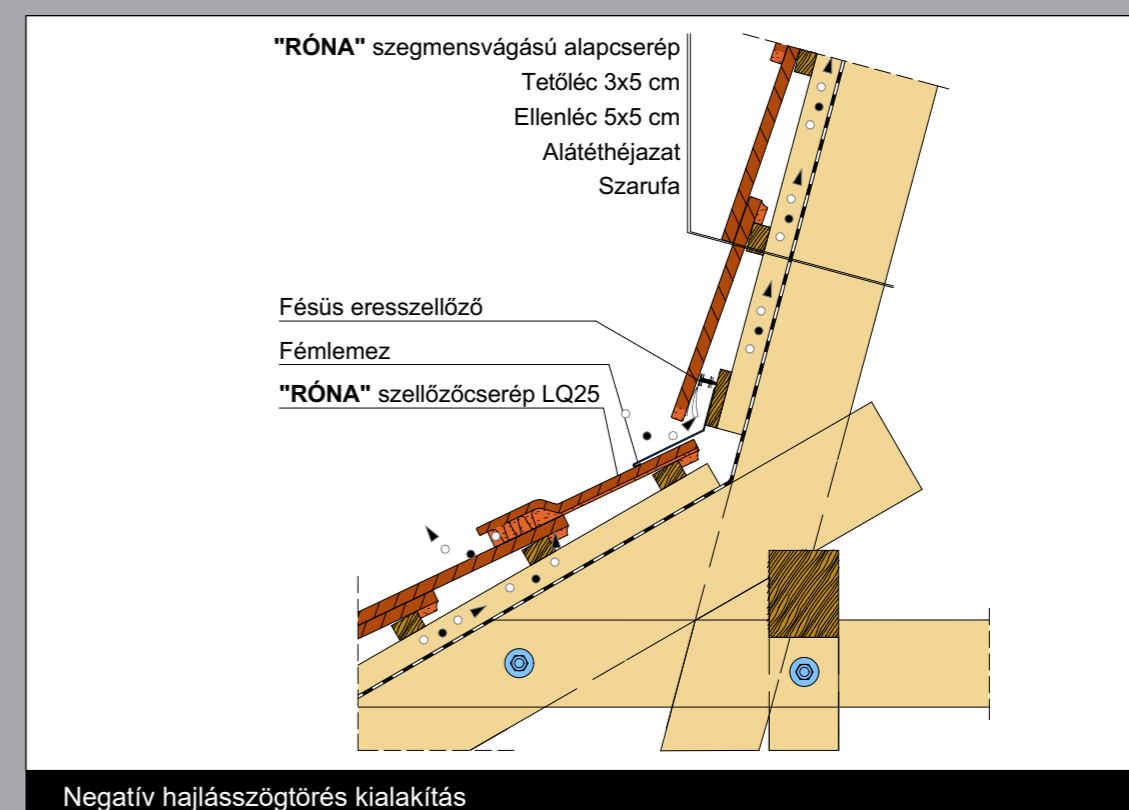 "RÓNA" szegmensvágású alapcserép
Tetőléc 3x5 cm
Ellenléc 5x5 cm
Alátéthéjazat
Szarufa
Fésüs eresszellőző
Fémlemez
"RÓNA" szellőzőcserép LQ25
Negatív hajlásszögtörés kialakítás